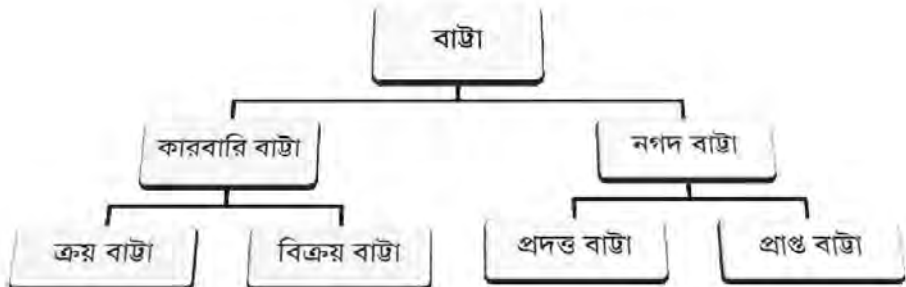 বাট্টা
কারবারি বাট্টা
নগদ বাট্টা
ক্রয় বাট্টা
বিক্রয় বাট্টা
প্রদত্ত বাট্টা
প্রাপ্ত বাট্টা